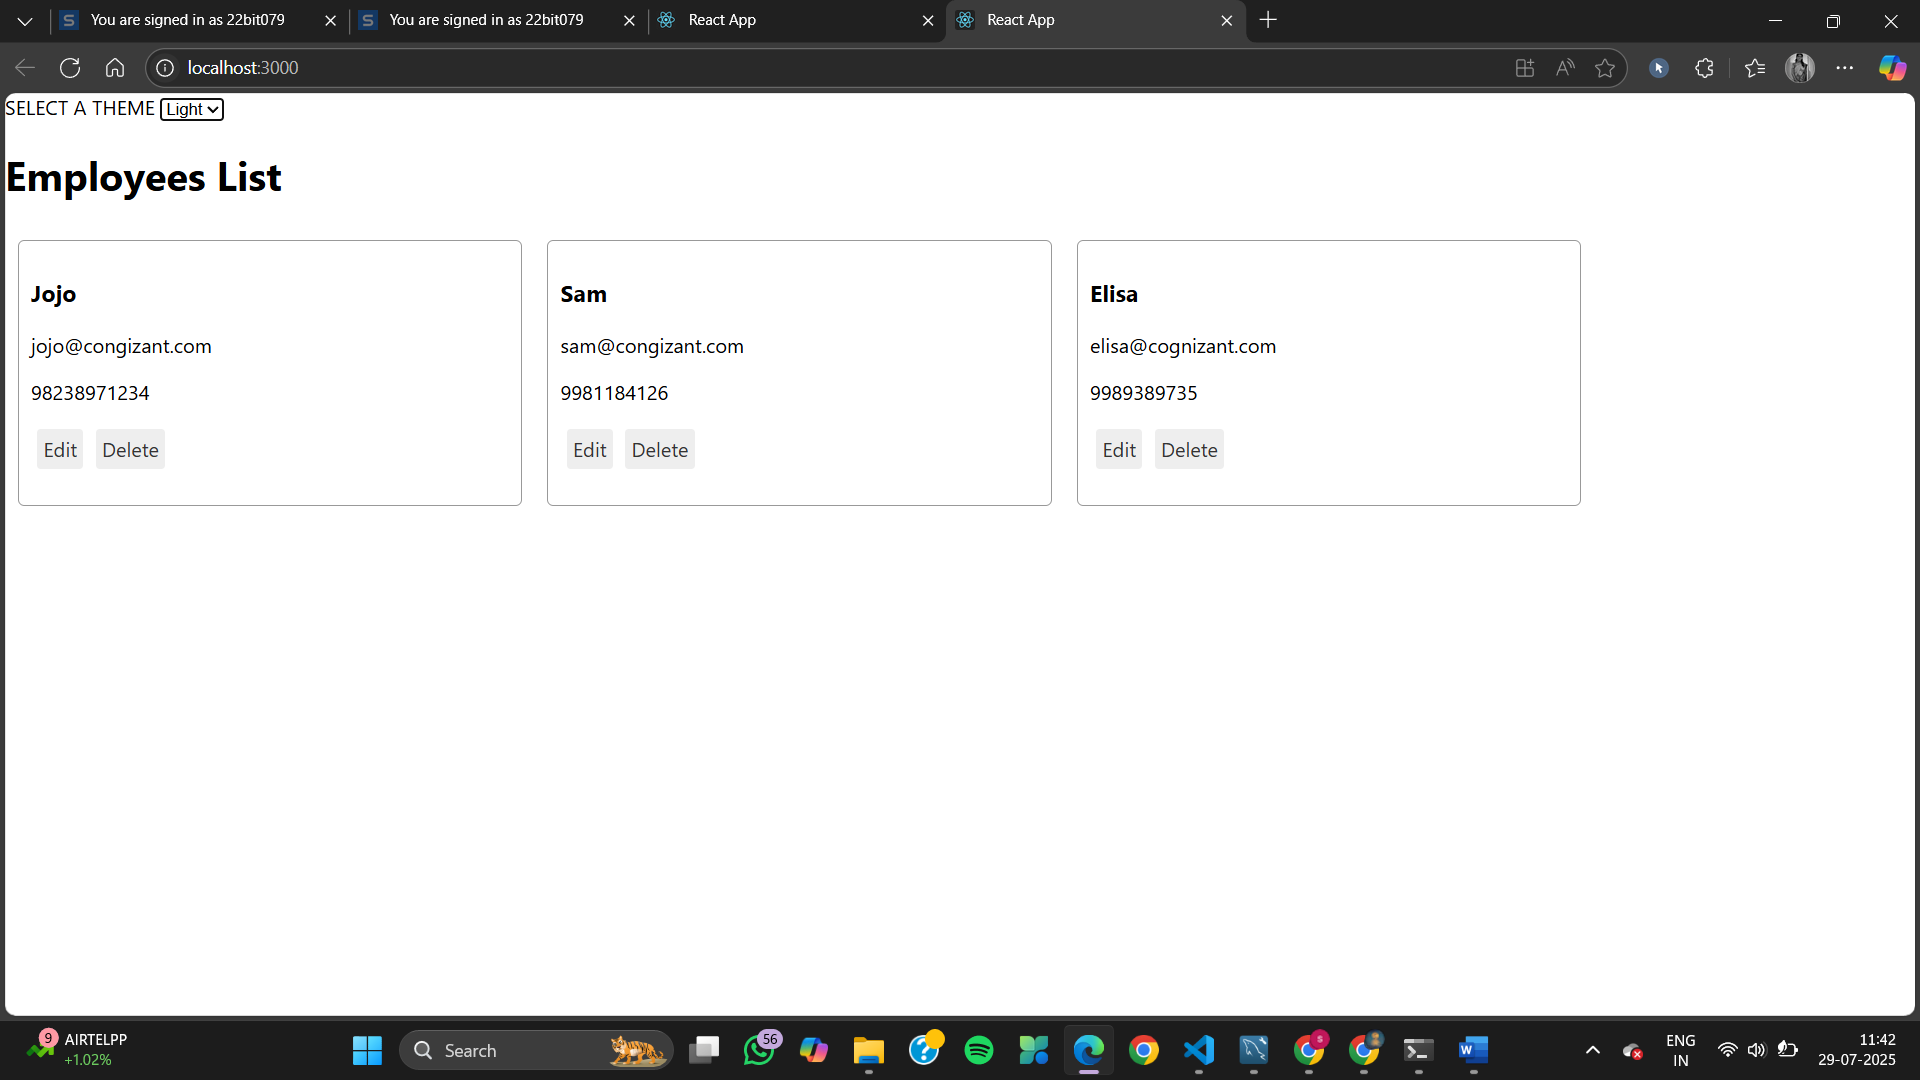 You are signed in as 22bit079
You are signed in as 22bit079
React App
React App
localhost:3000
SELECT A THEME Light
Employees List
Jojo
jojo@congizant.com
98238971234
Edit Delete
Sam
sam@congizant.com
9981184126
Edit Delete
Elisa
elisa@cognizant.com
9989389735
Edit Delete
9
AIRTELPP
+1.02%
Search
56
ENG
IN
11:42
29-07-2025